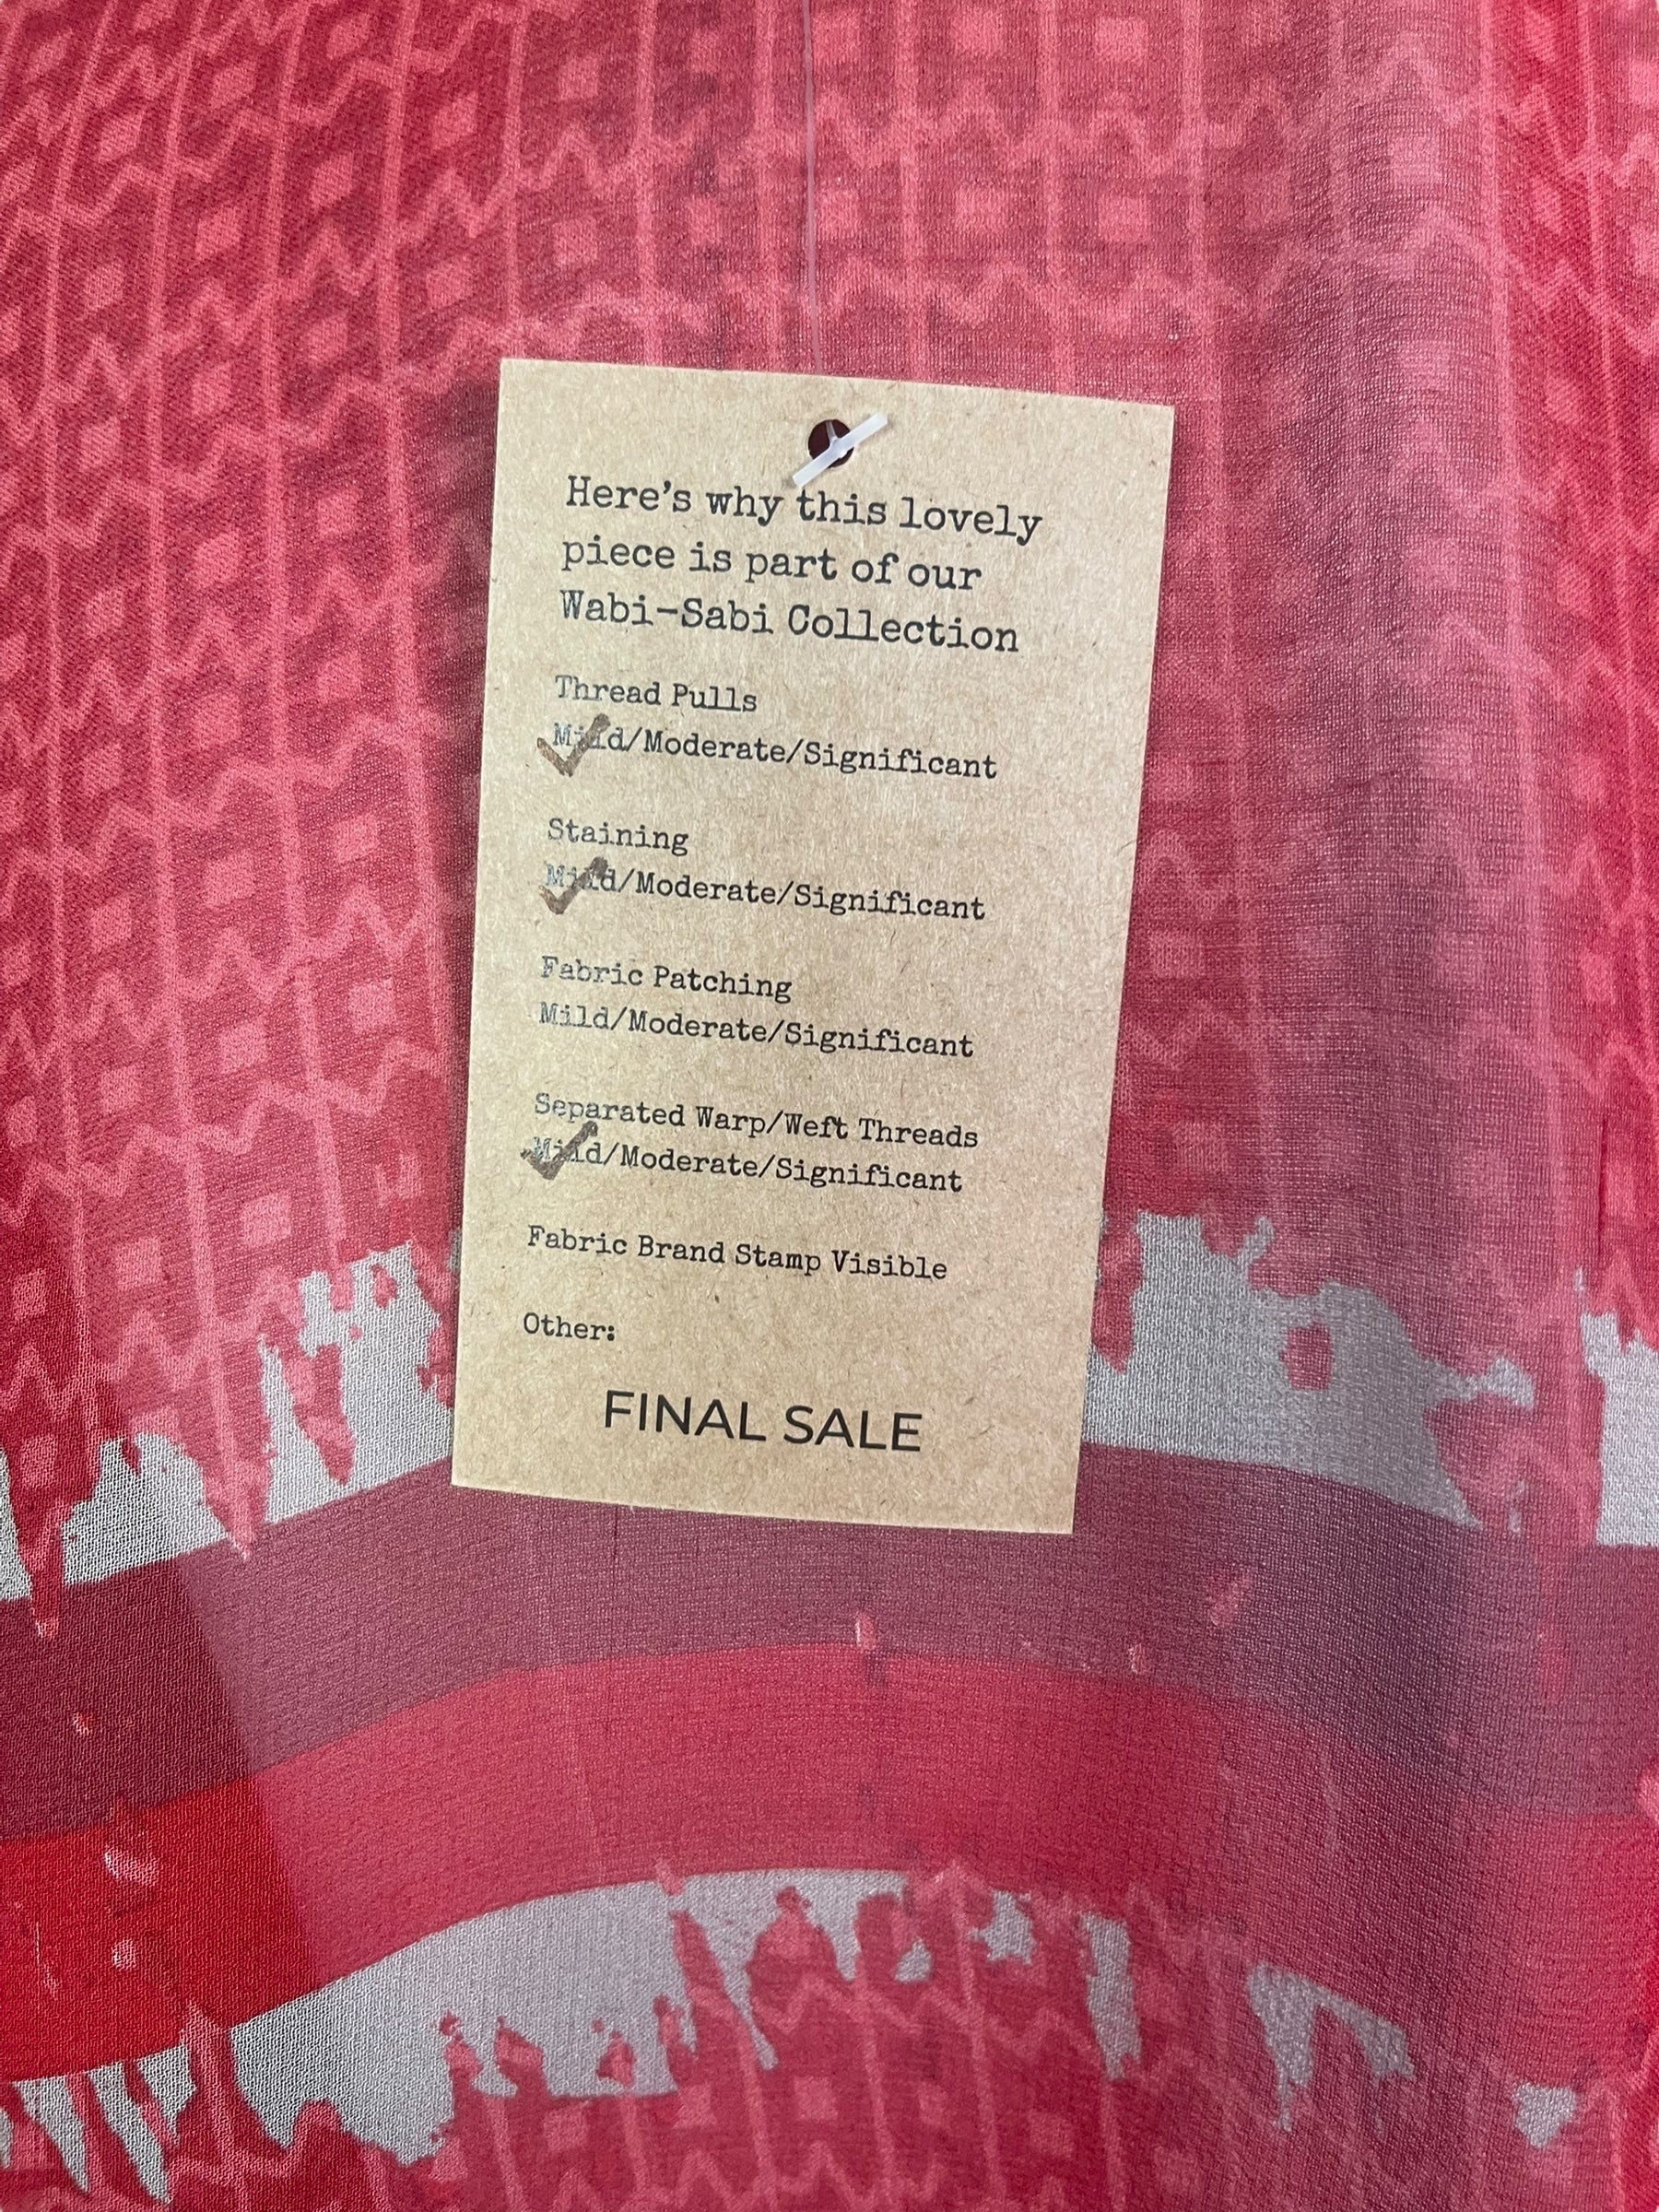 Here's why this lovely
piece is part of our
Wabi-Sabi Collection
Thread Pulls
Mild/Moderate/Significant
Staining
Mild/Moderate/Significant
Fabric Patching
Mild/Moderate/Significant
Separated Warp/Weft Threads
Mild/Moderate/Significant
Fabric Brand Stamp Visible
Other:
FINAL SALE